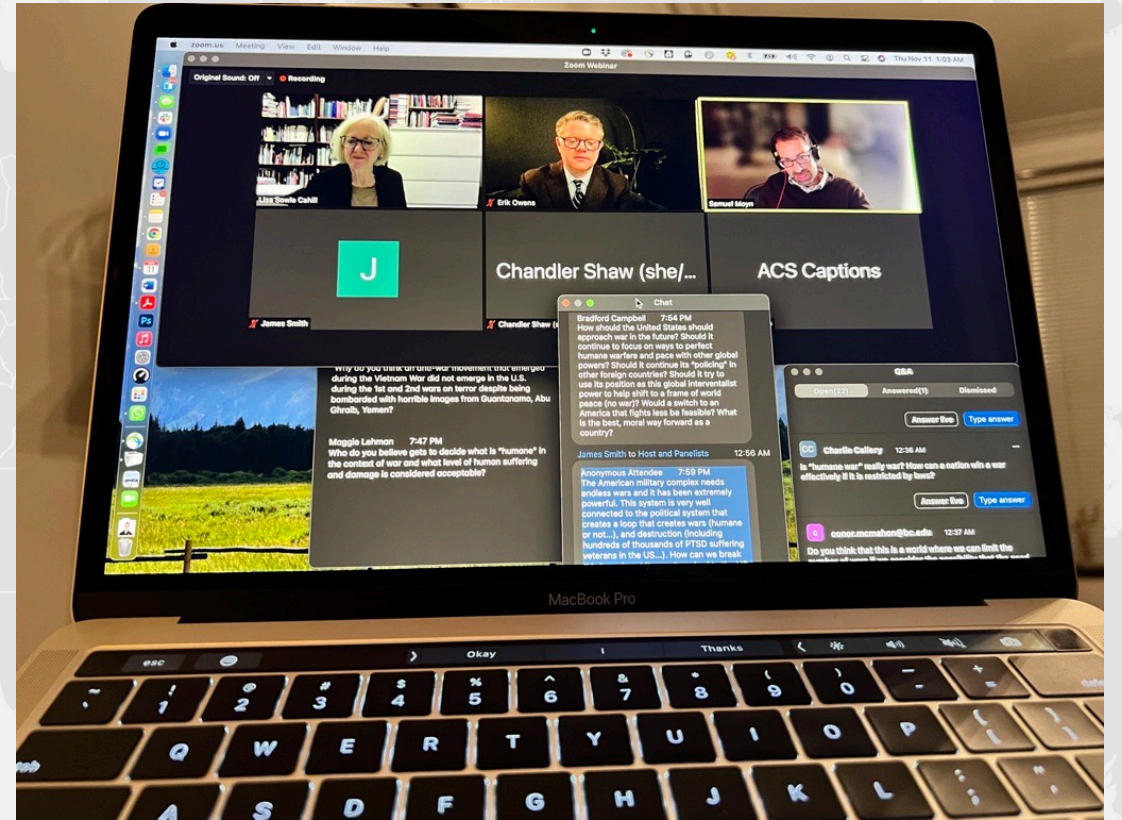 zoom.us Meeting View Edit Window Help
Thu Nov 11 1:03 AM
Zoom Webinar
Original Sound: Off
Recording
Lisa Sowle Cahill
Erik Owens
Samuel Moyn
J
Chandler Shaw (she/...
ACS Captions
James Smith
Chandler Shaw (s
Why do you think an anti-war movement that emerged
during the Vietnam War did not emerge in the U.S.
during the 1st and 2nd wars on terror despite being
bombarded with horrible images from Guantanamo, Abu
Ghraib, Yemen?
Maggie Lehman 7:47 PM
Who do you believe gets to decide what is "humane" in
the context of war and what level of human suffering
and damage is considered acceptable?
Chat
Bradford Campbell 7:54 PM
How should the United States should
approach war in the future? Should it
continue to focus on ways to perfect
humane warfare and pace with other global
powers? Should it continue its "policing" in
other foreign countries? Should it try to
use its position as this global interventalist
power to help shift to a frame of world
peace (no war)? Would a switch to an
America that fights less be feasible? What
is the best, moral way forward as a
country?
James Smith to Host and Panelists 12:56 AM
Anonymous Attendee 7:59 PM
The American military complex needs
endless wars and it has been extremely
powerful. This system is very well
connected to the political system that
creates a loop that creates wars (humane
or not...), and destruction (including
hundreds of thousands of PTSD suffering
veterans in the US...). How can we break
Q&A
Open(22) Answered(1) Dismissed
Answer live Type answer
CC Charlie Callery 12:36 AM
Is "humane war" really war? How can a nation win a war
effectively if it is restricted by laws?
Answer live Type answer
C conor.mcmahon@bc.edu 12:37 AM
Do you think that this is a world where we can limit the
Ps
MacBook Pro
esc Okay I Thanks
~ ! @ # $ % ^ & * ( ) _ +
` 1 2 3 4 5 6 7 8 9 0 - =
Q W E R T Y U I O P { }
[ ]
A S D F G H J K L : "
; '